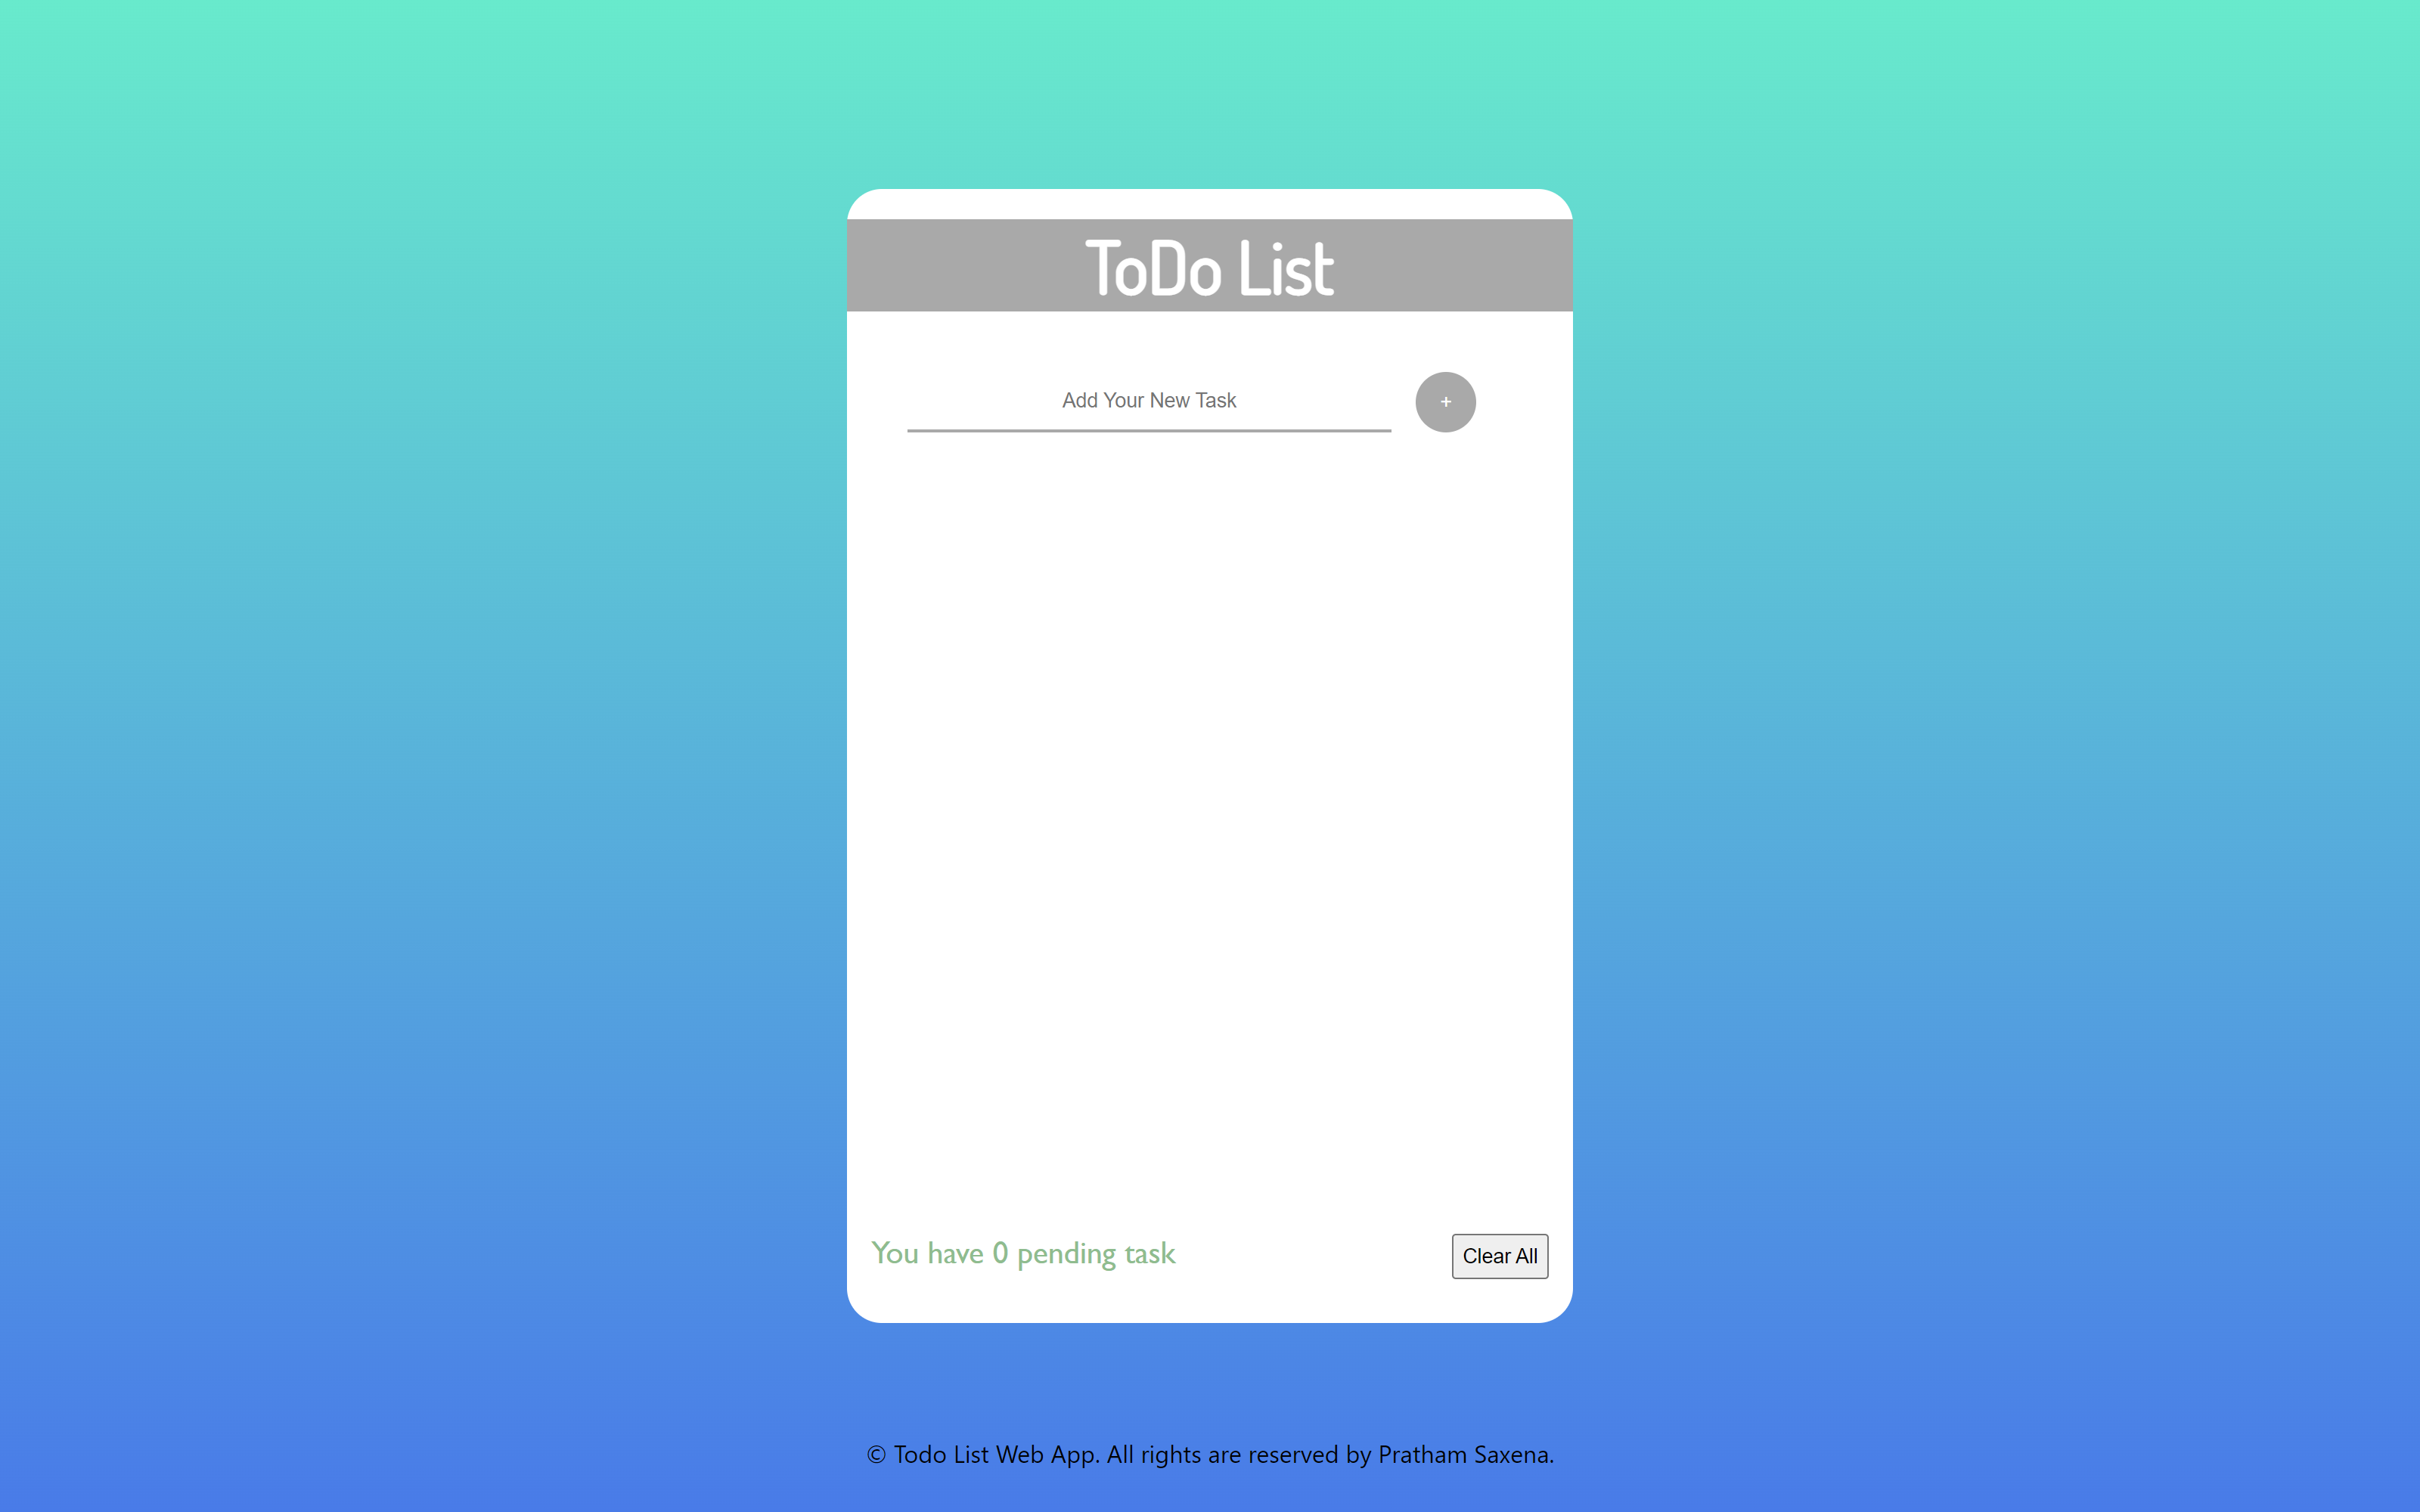 ToDo List
Add Your New Task
+
You have 0 pending task
Clear All
© Todo List Web App. All rights are reserved by Pratham Saxena.